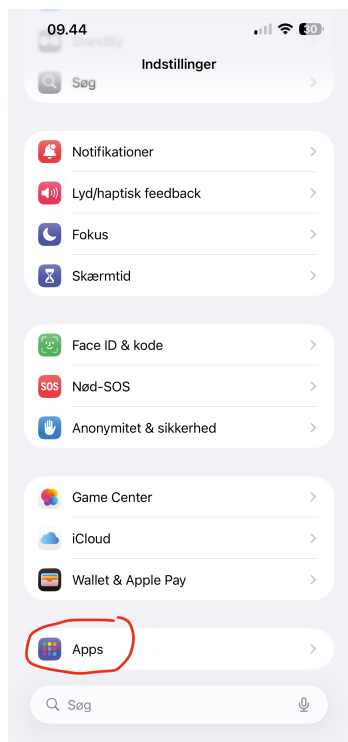 09.44
30
StandBy
Indstillinger
Søg
Notifikationer
Lyd/haptisk feedback
Fokus
Skærmtid
Face ID & kode
SOS Nød-SOS
Anonymitet & sikkerhed
Game Center
iCloud
Wallet & Apple Pay
Apps
Søg